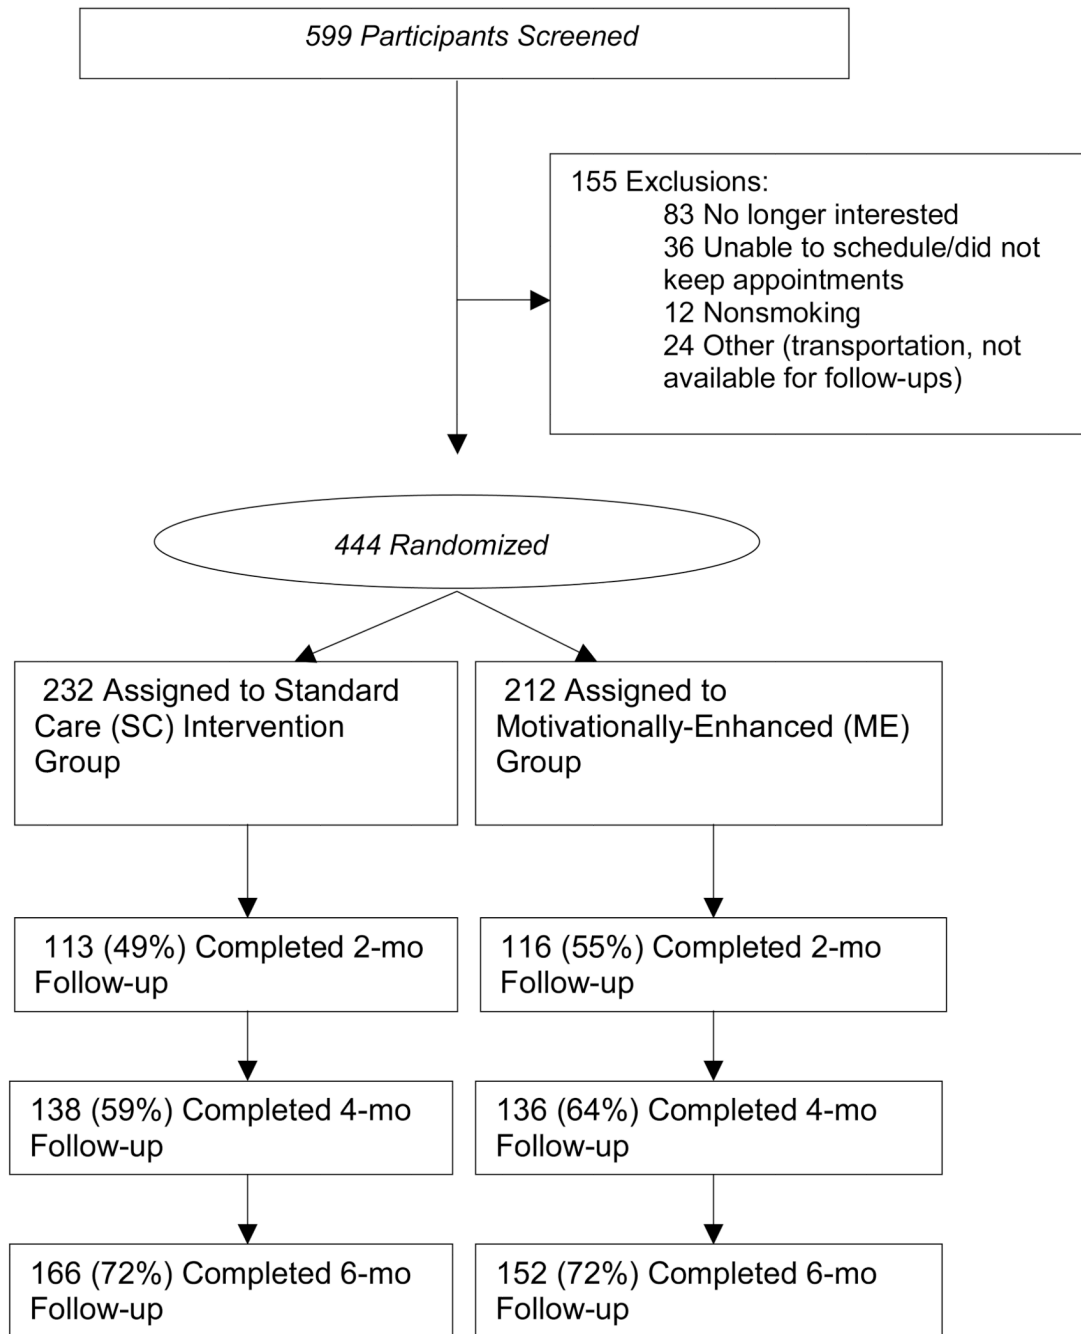 599 Participants Screened
155 Exclusions:
83 No longer interested
36 Unable to schedule/did not
keep appointments
12 Nonsmoking
24 Other (transportation, not
available for follow-ups)
444 Randomized
232 Assigned to Standard
Care (SC) Intervention
Group
212 Assigned to
Motivationally-Enhanced (ME)
Group
113 (49%) Completed 2-mo
Follow-up
116 (55%) Completed 2-mo
Follow-up
138 (59%) Completed 4-mo
Follow-up
136 (64%) Completed 4-mo
Follow-up
166 (72%) Completed 6-mo
Follow-up
152 (72%) Completed 6-mo
Follow-up